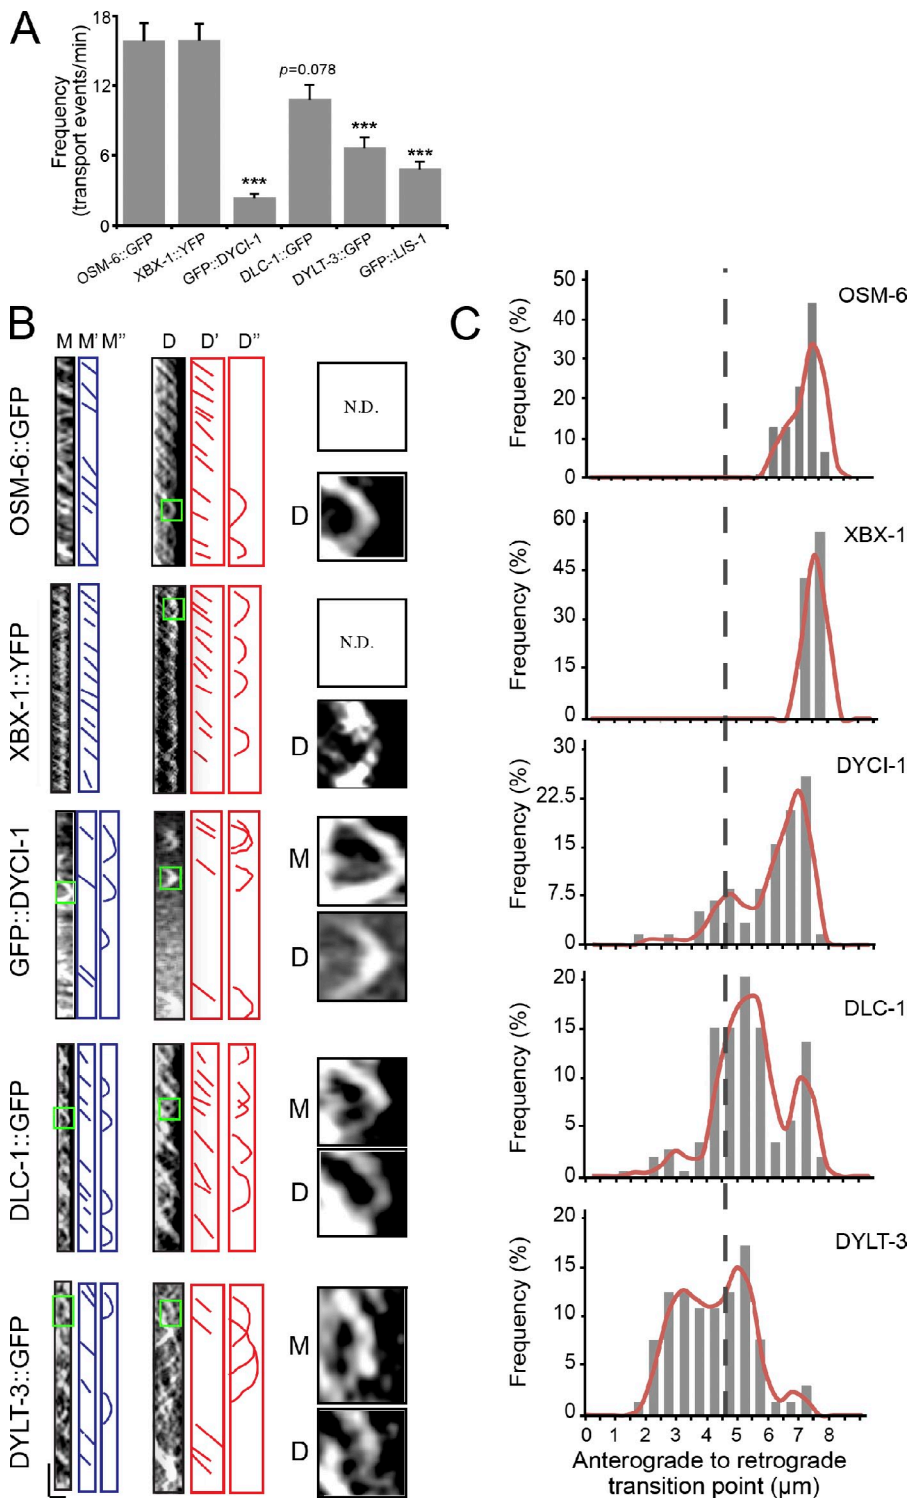 A
18
12
6
0
Frequency
(transport events/min)
p=0.078
***
***
***
OSM-6::GFP
XBX-1::YFP
GFP::DYCI-1
DLC-1::GFP
DYLT-3::GFP
GFP::LIS-1
B
M M' M'' D D' D''
OSM-6::GFP
N.D.
D
XBX-1::YFP
N.D.
D
GFP::DYCI-1
M
D
DLC-1::GFP
M
D
DYLT-3::GFP
M
D
C
OSM-6
Frequency (%)
50
40
30
20
10
0
XBX-1
Frequency (%)
60
45
30
15
0
DYCI-1
Frequency (%)
30
22.5
15
7.5
0
DLC-1
Frequency (%)
20
15
10
5
0
DYLT-3
Frequency (%)
20
15
10
5
0
0 1 2 3 4 5 6 7 8
Anterograde to retrograde
transition point (µm)